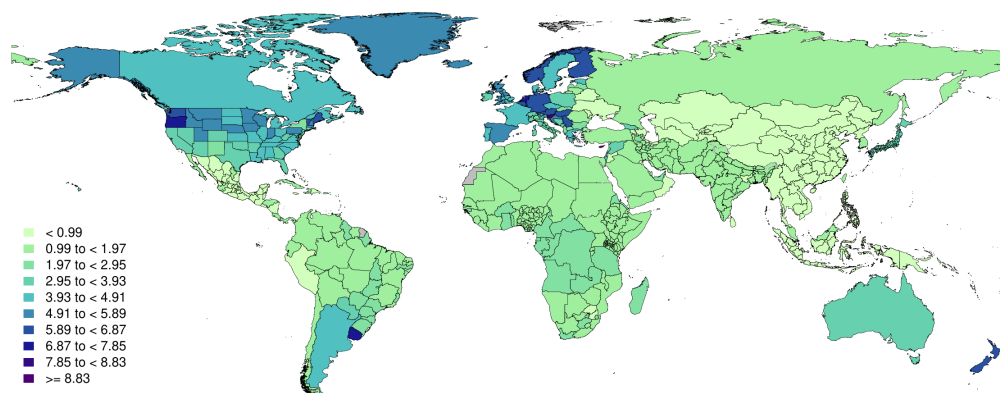 < 0.99
0.99 to < 1.97
1.97 to < 2.95
2.95 to < 3.93
3.93 to < 4.91
4.91 to < 5.89
5.89 to < 6.87
6.87 to < 7.85
7.85 to < 8.83
>= 8.83